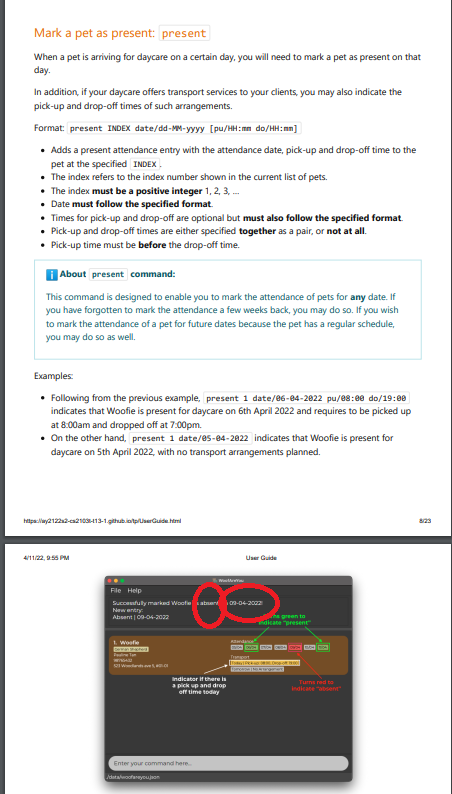 Mark a pet as present: present
When a pet is arriving for daycare on a certain day, you will need to mark a pet as present on that
day.
In addition, if your daycare offers transport services to your clients, you may also indicate the
pick-up and drop-off times of such arrangements.
Format: present INDEX date/dd-MM-yyyy [pu/HH:mm do/HH:mm]
• Adds a present attendance entry with the attendance date, pick-up and drop-off time to the
pet at the specified INDEX.
• The index refers to the index number shown in the current list of pets.
• The index must be a positive integer 1, 2, 3, …
• Date must follow the specified format.
• Times for pick-up and drop-off are optional but must also follow the specified format.
• Pick-up and drop-off times are either specified together as a pair, or not at all.
• Pick-up time must be before the drop-off time.
About present command:
This command is designed to enable you to mark the attendance of pets for any date. If
you have forgotten to mark the attendance a few weeks back, you may do so. If you wish
to mark the attendance of a pet for future dates because the pet has a regular schedule,
you may do so as well.
Examples:
• Following from the previous example, present 1 date/06-04-2022 pu/08:00 do/19:00
indicates that Woofie is present for daycare on 6th April 2022 and requires to be picked up
at 8:00am and dropped off at 7:00pm.
• On the other hand, present 1 date/05-04-2022 indicates that Woofie is present for
daycare on 5th April 2022, with no transport arrangements planned.
https://ay2122s2-cs2103t-t13-1.github.io/tp/UserGuide.html 8/23
4/11/22, 9:55 PM User Guide
WoofAreYou
File Help
Successfully marked Woofie absent 09-04-2022!
New entry:
Absent | 09-04-2022
green to
indicate "present"
1. Woofie
German Shepherd
Pauline Tan
Attendance:
Transport:
Today | Pick-up: 08:00, Drop-off: 19:00
Indicator if there is
a pick up and drop
off time today
Turns red to
indicate "absent"
Enter your command here...
/data/woofareyou.json